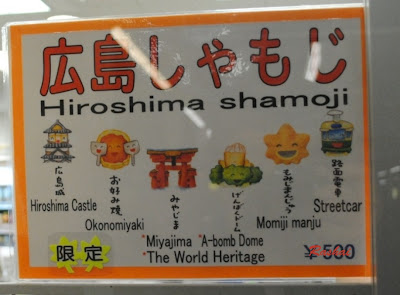 広島しゃもじ
Hiroshima shamoji
広島城
お好み焼
みやじま
げんばくドーム
もみじまんじゅう
路面電車
Hiroshima Castle
Okonomiyaki
Momiji manju
Streetcar
*Miyajima *A-bomb Dome
*The World Heritage
限定
¥500